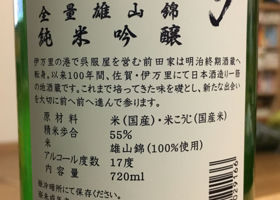 全量雄山錦
純米吟醸
伊万里の港で呉服屋を営む前田家は明治終期酒蔵へ
転身。以来100年間、佐賀・伊万里にて日本酒造り一筋
の地酒蔵です。これまで培ってきた味を礎とし、新たな出会い
を大切に前へ前へ進んで参ります。
原材料 米(国産)・米こうじ(国産米)
精米歩合 55%
米 雄山錦(100%使用)
アルコール度数 17度
内容量 720ml